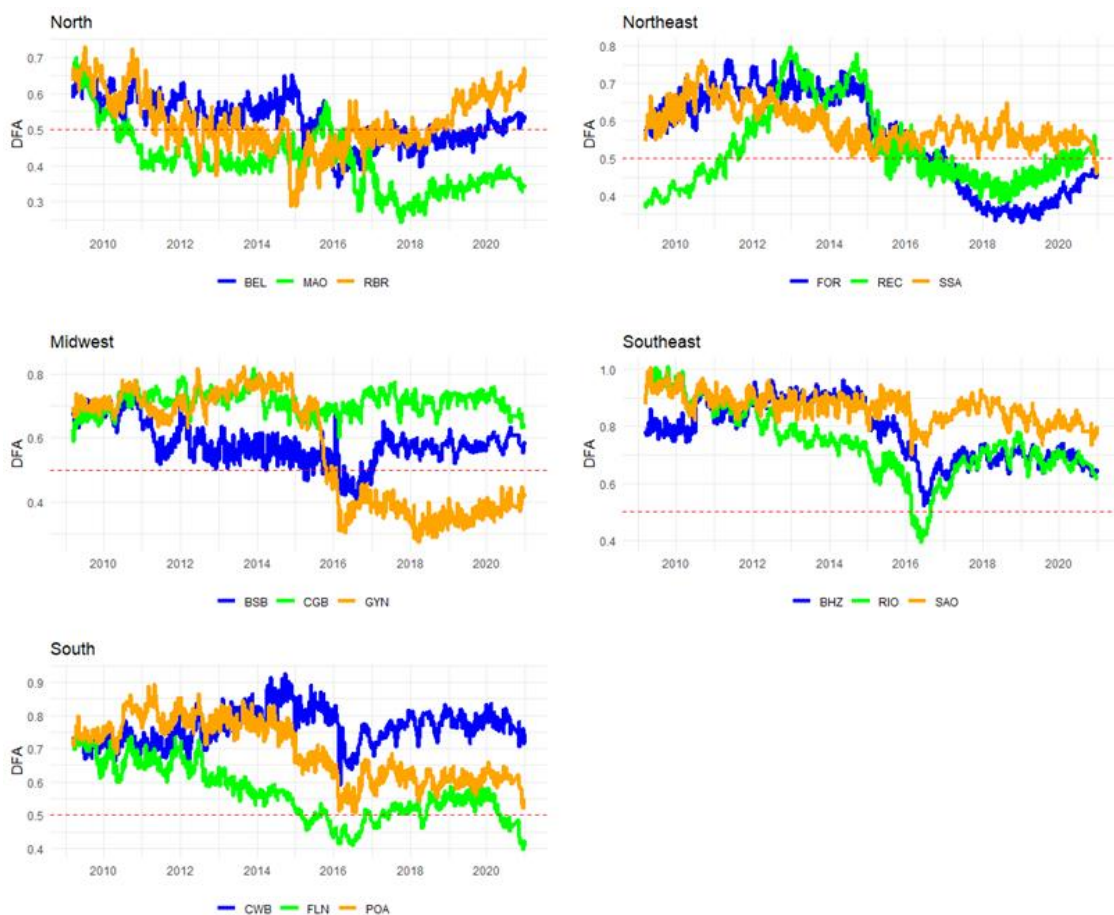 North
DFA
0.7
0.6
0.5
0.4
0.3
2010 2012 2014 2016 2018 2020
BEL MAO RBR
Northeast
DFA
0.8
0.7
0.6
0.5
0.4
2010 2012 2014 2016 2018 2020
FOR REC SSA
Midwest
DFA
0.8
0.6
0.4
2010 2012 2014 2016 2018 2020
BSB CGB GYN
Southeast
DFA
1.0
0.8
0.6
0.4
2010 2012 2014 2016 2018 2020
BHZ RIO SAO
South
DFA
0.9
0.8
0.7
0.6
0.5
0.4
2010 2012 2014 2016 2018 2020
CWB FLN POA